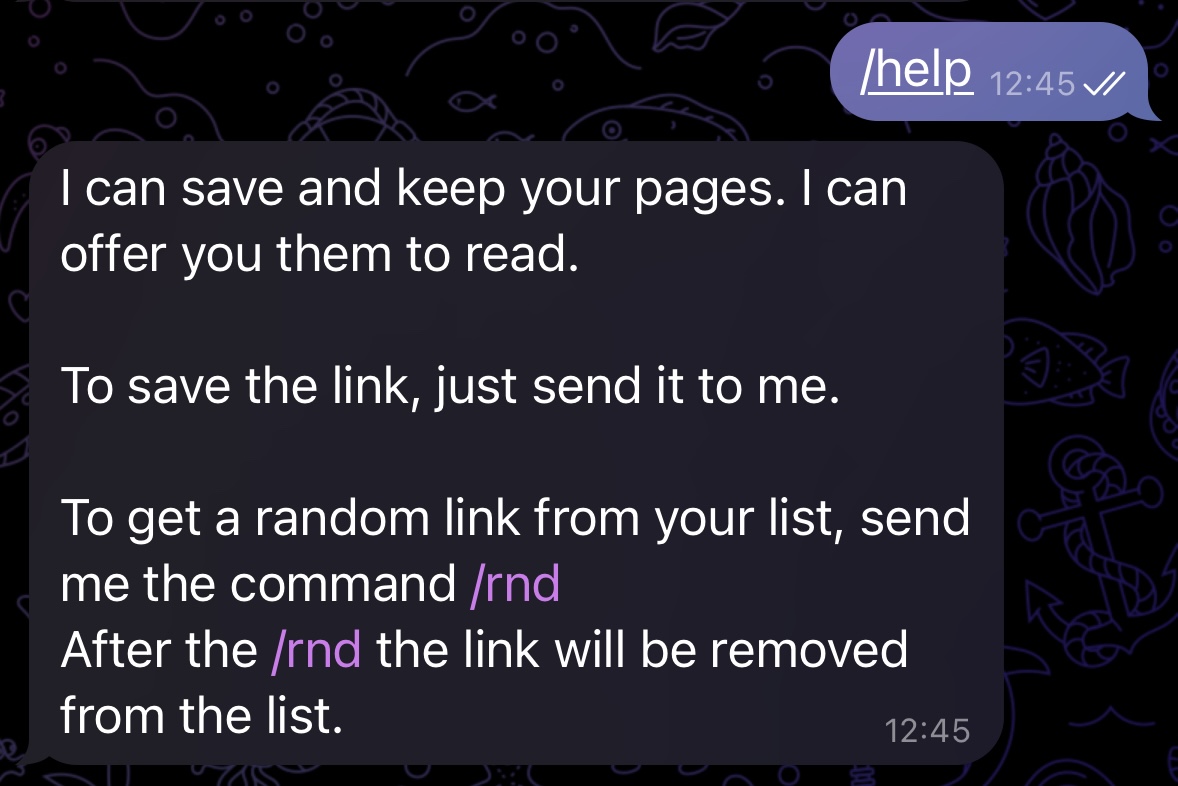 /help 12:45
I can save and keep your pages. I can
offer you them to read.
To save the link, just send it to me.
To get a random link from your list, send
me the command /rnd
After the /rnd the link will be removed
from the list.
12:45